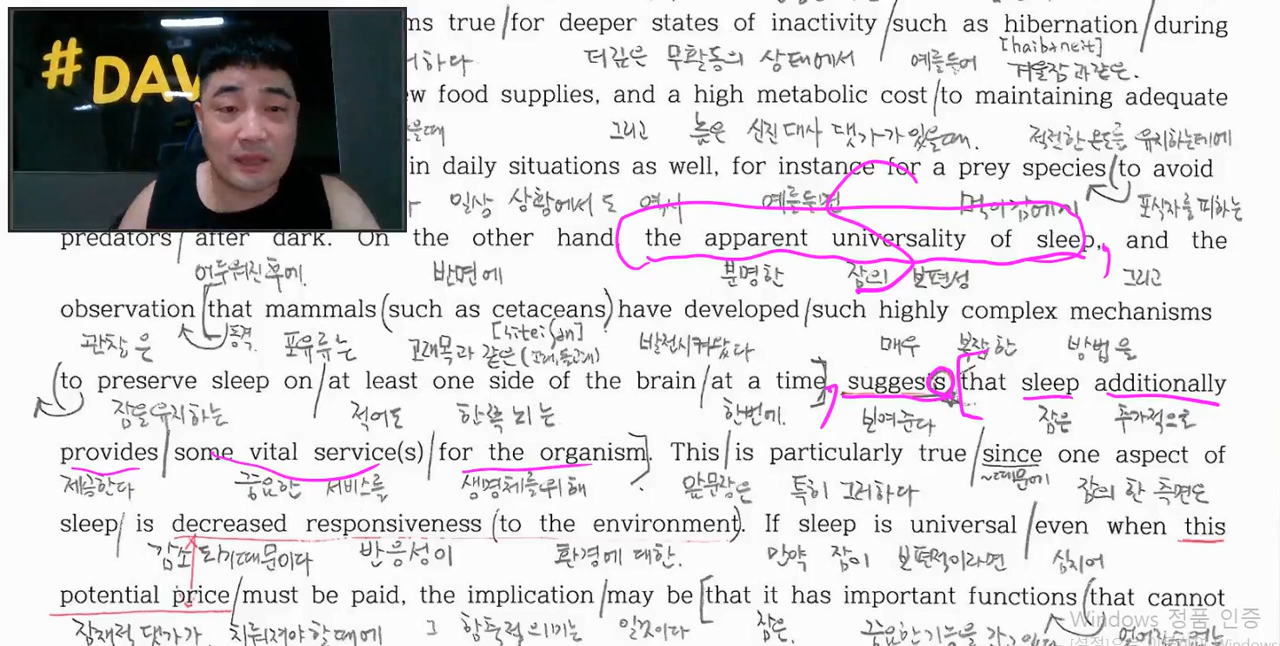 #DAV
ms true/for deeper states of inactivity/such as hibernation/during
하다 더 깊은 무활동의 상태에서 예를들어 [haibərneit] 겨울잠과 같은.
w food supplies, and a high metabolic cost/to maintaining adequate
을때 그리고 높은 신진대사 댓가가 있을때. 적절한 온도를 유지하는데에
in daily situations as well, for instance for a prey species(to avoid
일상 상황에서도 역시 예를들면 먹이감에게 포식자를 피하는
predators/after dark. On the other hand the apparent universality of sleep, and the
어두워진후에. 반면에 분명한 잠의 보편성 그리고
observation [that mammals (such as cetaceans) have developed/such highly complex mechanisms
관찰은 동격. 포유류는 고래목과 같은 (고래,돌고래) 발전시켜왔다 매우 복잡한 방법을
(to preserve sleep on/at least one side of the brain/at a time], suggests [that sleep additionally
잠을유지하는 적어도 한쪽 뇌는 한번에. 보여준다 잠은 추가적으로
provides/some vital service(s)/for the organism]. This/is particularly true/since one aspect of
제공한다 중요한 서비스를 생명체를위해. 앞문장은 특히 그러하다 ~때문에 잠의 한 측면은
sleep/is decreased responsiveness (to the environment). If sleep is universal/even when this
감소되기때문이다 반응성이 환경에 대한. 만약 잠이 보편적이라면 심지어
potential price/must be paid, the implication/may be [that it has important functions (that cannot
잠재적 댓가가 치뤄져야할때에 그 함축적의미는 일것이다 잠은. 중요한기능을
Windows 정품 인증